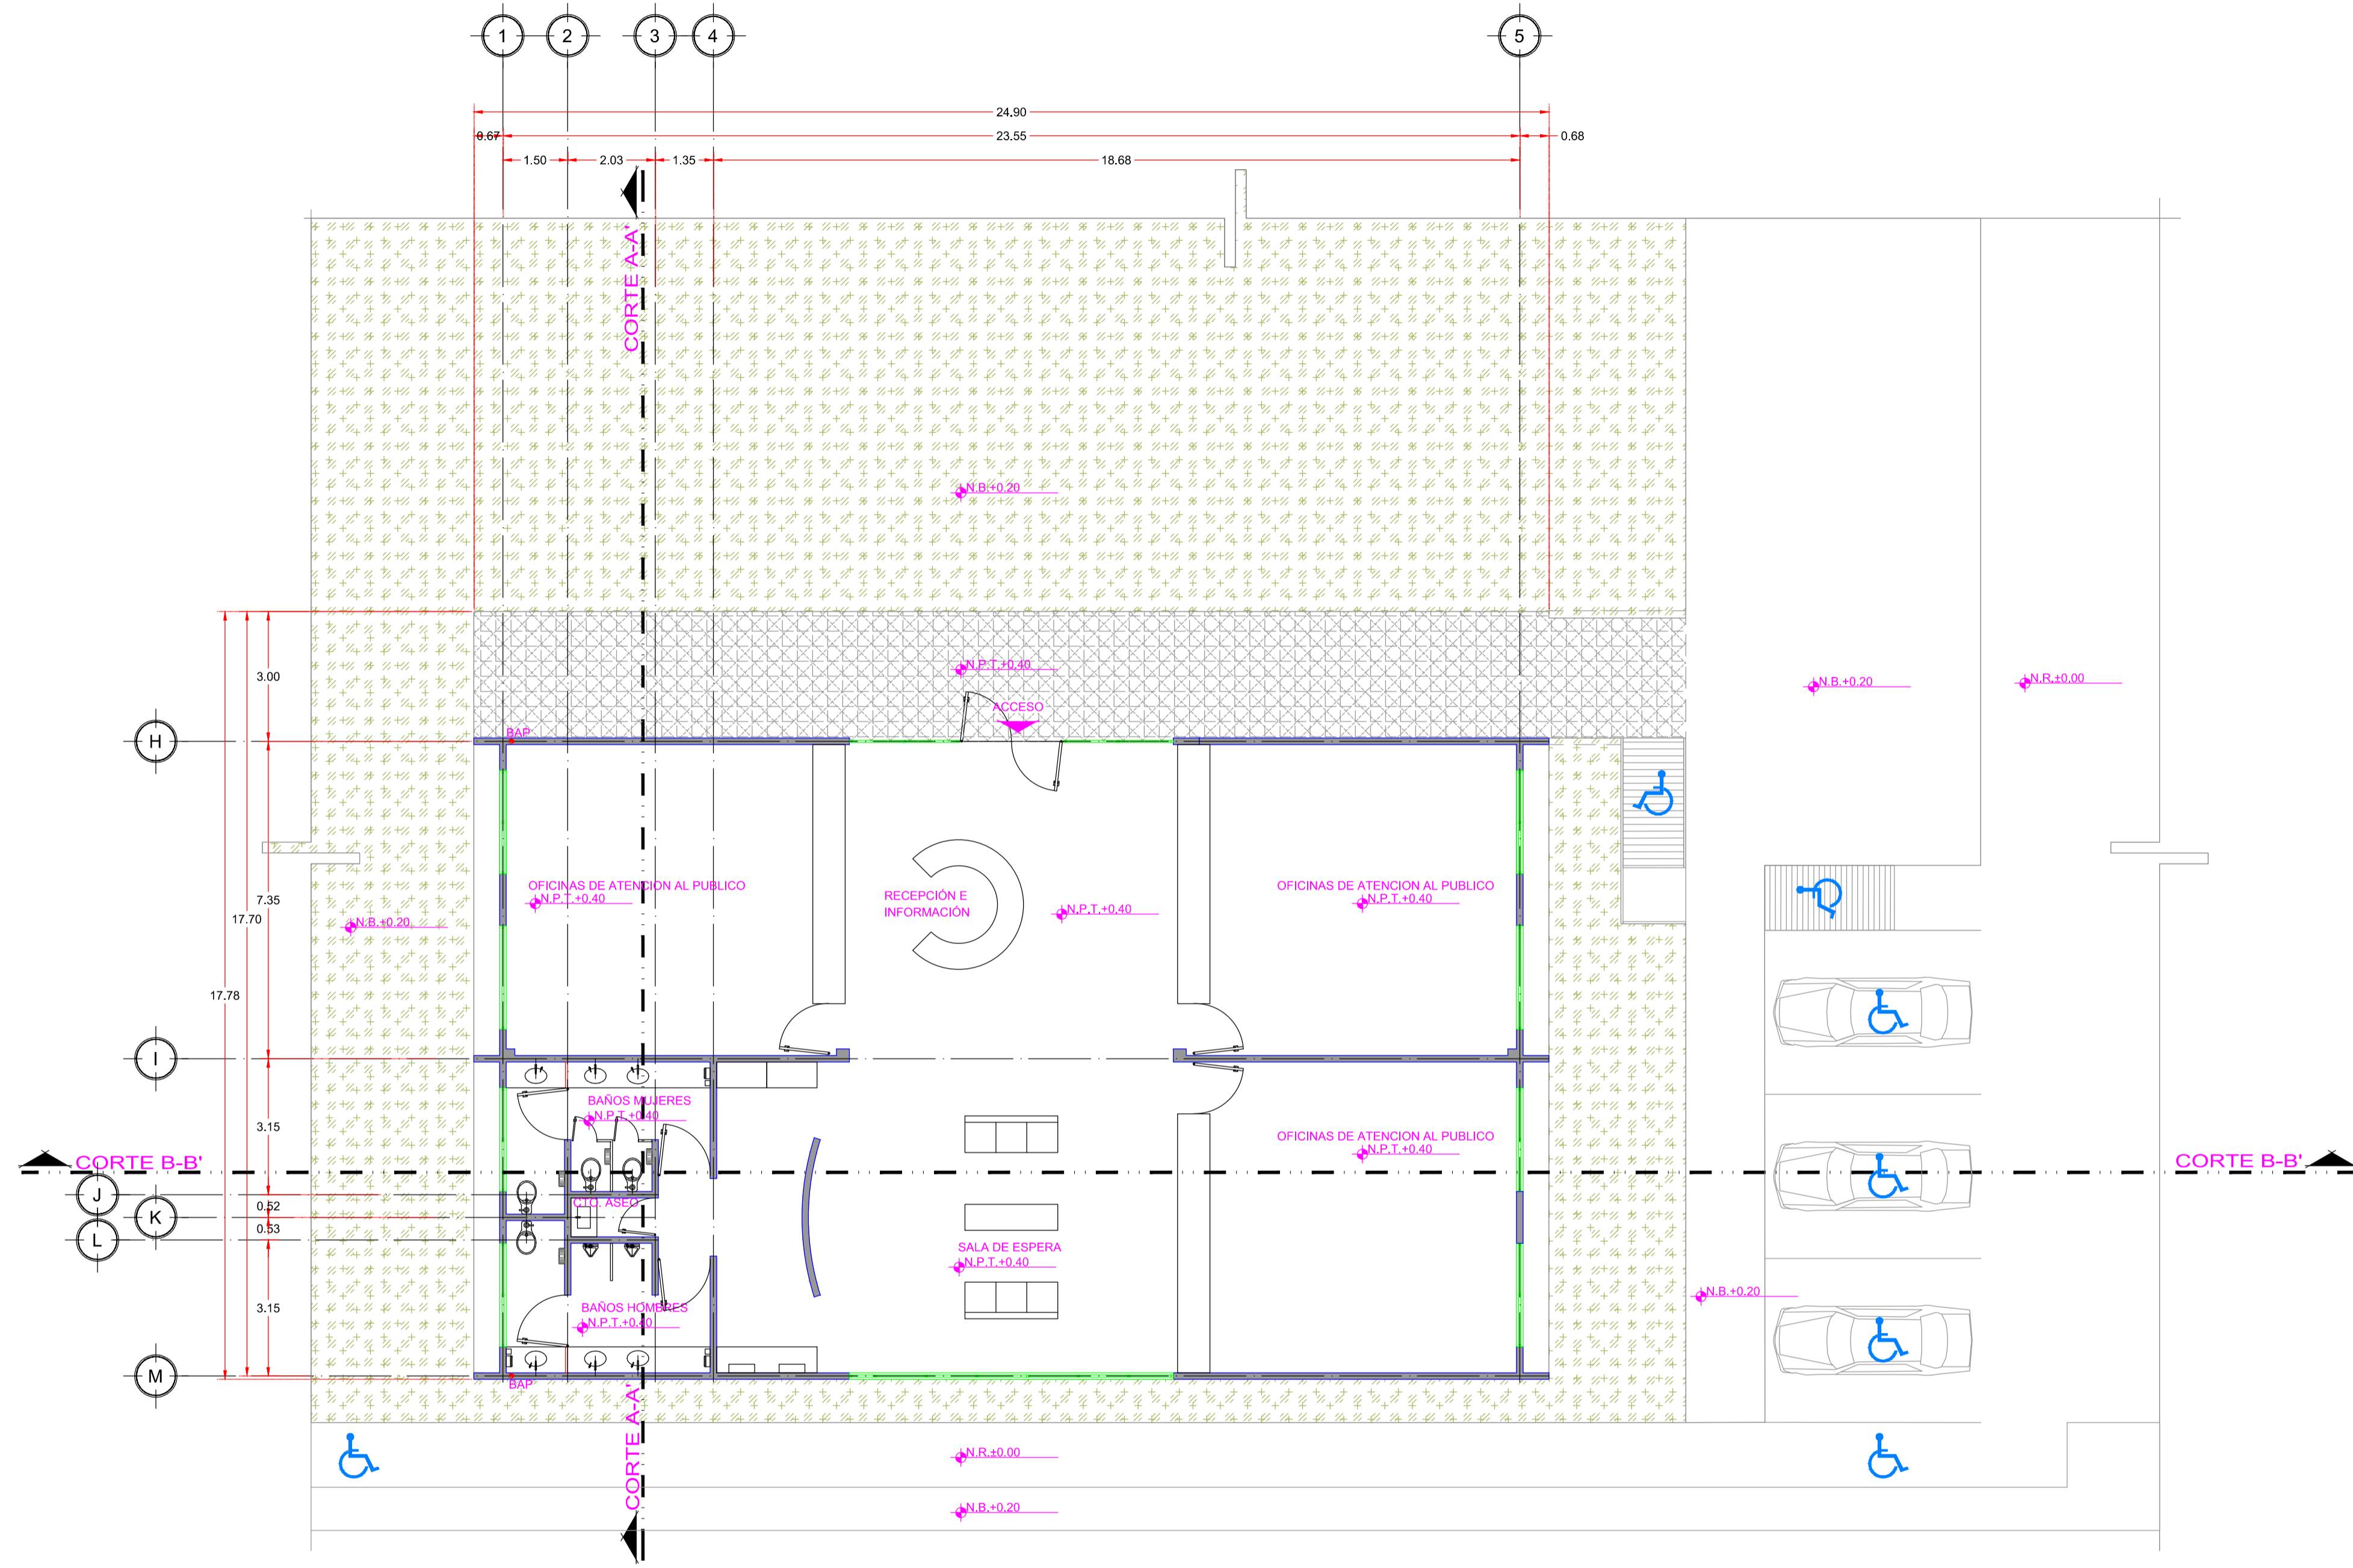 1
2
3
4
5
24.90
0.67
23.55
0.68
1.50
2.03
1.35
18.68
CORTE A-A'
N.B.+0.20
3.00
N.P.T.+0.40
N.B.+0.20
N.R.±0.00
ACCESO
BAP
H
OFICINAS DE ATENCION AL PUBLICO
N.P.T.+0.40
RECEPCIÓN E
INFORMACIÓN
N.P.T.+0.40
OFICINAS DE ATENCION AL PUBLICO
N.P.T.+0.40
7.35
17.70
N.B.+0.20
17.78
I
BAÑOS MUJERES
N.P.T.+0.40
3.15
OFICINAS DE ATENCION AL PUBLICO
N.P.T.+0.40
CORTE B-B'
CORTE B-B'
J
K
L
0.52
0.53
CTO. ASEO
SALA DE ESPERA
N.P.T.+0.40
N.B.+0.20
3.15
BAÑOS HOMBRES
N.P.T.+0.40
M
BAP
CORTE A-A'
N.R.±0.00
N.B.+0.20